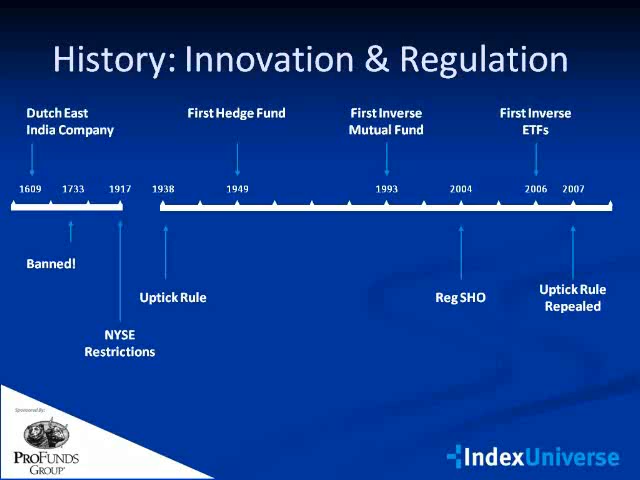 History: Innovation & Regulation
Dutch East
India Company
First Hedge Fund
First Inverse
Mutual Fund
First Inverse
ETFs
1609
1733
1917
1938
1949
1993
2004
2006
2007
Banned!
Uptick Rule
NYSE
Restrictions
Reg SHO
Uptick Rule
Repealed
Sponsored By:
PROFUNDS
GROUP®
IndexUniverse